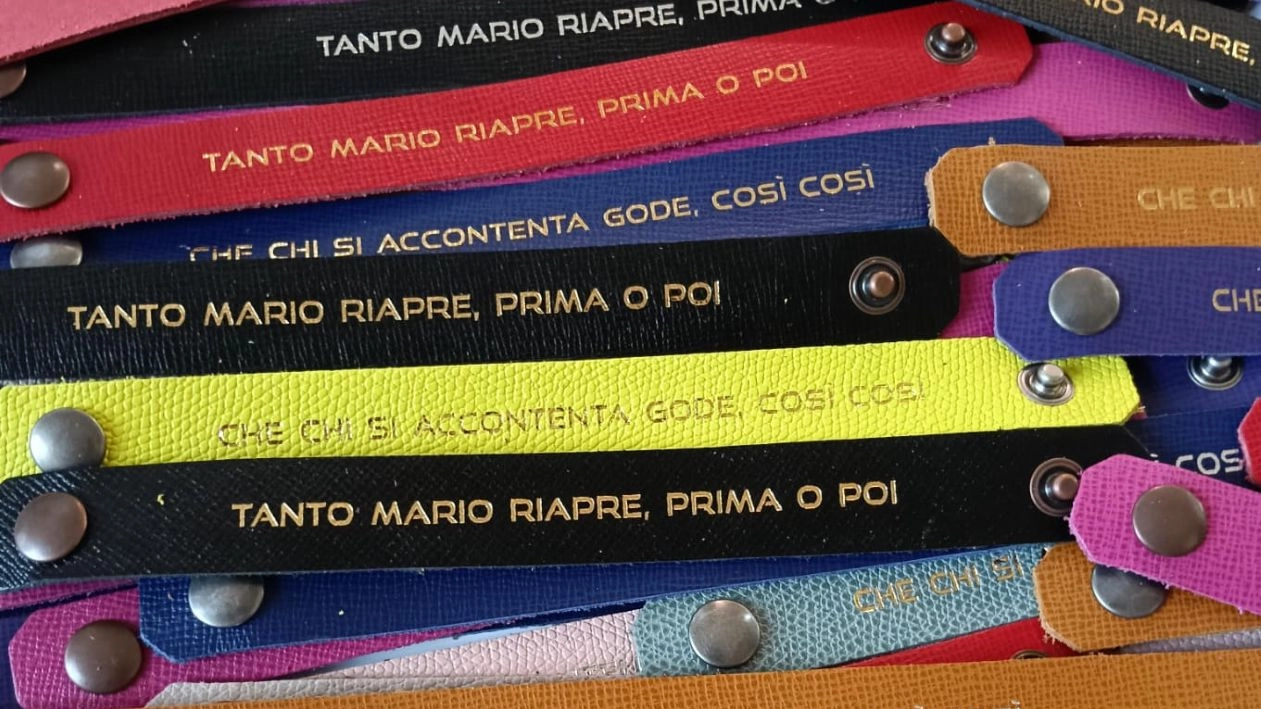 TANTO MARIO RIAPRE, PRIMA O
RIAPRE,
TANTO MARIO RIAPRE, PRIMA O POI
CHE CHI SI ACCONTENTA GODE, COSÌ COSÌ
CHE CHI
TANTO MARIO RIAPRE, PRIMA O POI
CHE
CHE CHI SI ACCONTENTA GODE, COSÌ COSÌ
TANTO MARIO RIAPRE, PRIMA O POI
CHE CHI SI